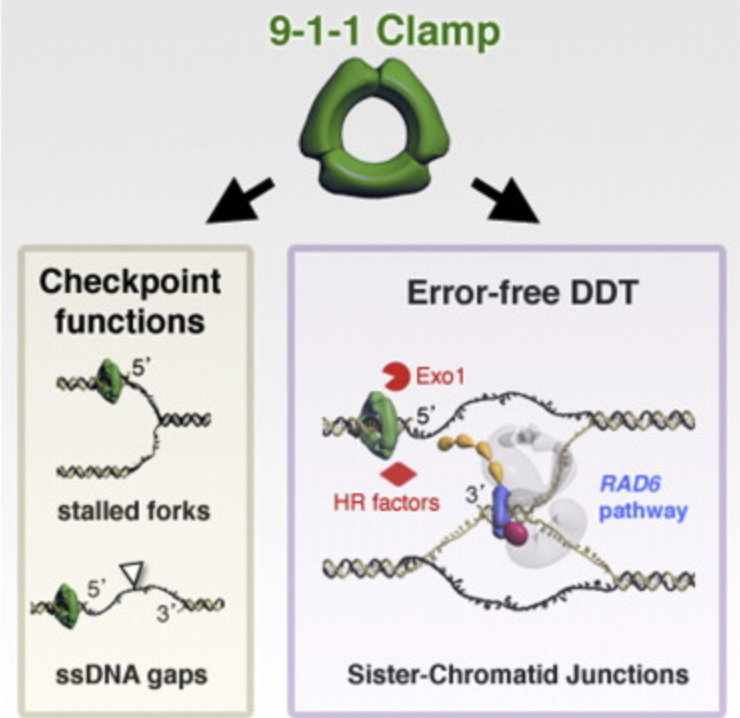 9-1-1 Clamp
Checkpoint
functions
5’
stalled forks
5’
3’
ssDNA gaps
Error-free DDT
Exo1
5’
HR factors
3’
RAD6
pathway
Sister-Chromatid Junctions